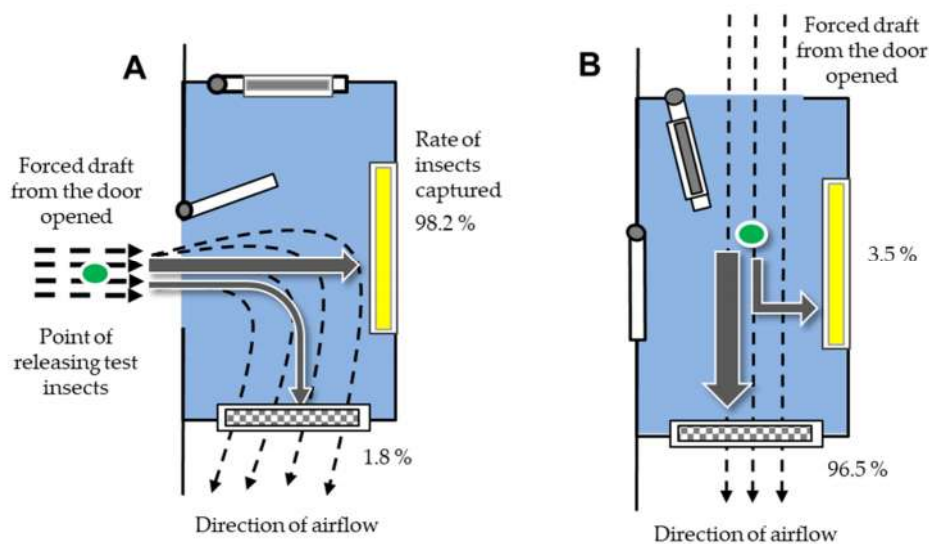 A
Forced draft
from the door
opened
Point of
releasing test
insects
Rate of
insects
captured
98.2 %
1.8 %
Direction of airflow
B
Forced draft
from the door
opened
3.5 %
96.5 %
Direction of airflow